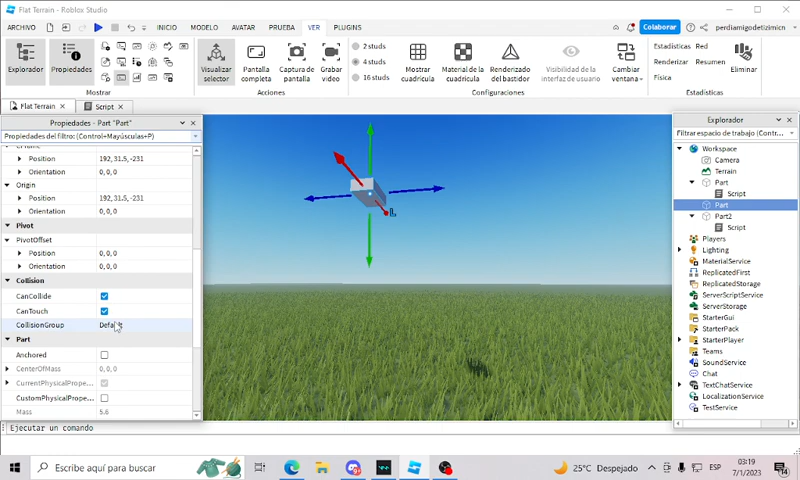 Flat Terrain - Roblox Studio
ARCHIVO
INICIO
MODELO
AVATAR
PRUEBA
VER
PLUGINS
Colaborar
perdiamigodetizimicn
Explorador
Propiedades
Mostrar
Visualizar selector
Pantalla completa
Captura de pantalla
Grabar video
Acciones
2 studs
4 studs
16 studs
Mostrar cuadrícula
Material de la cuadrícula
Renderizado del bastidor
Configuraciones
Visibilidad de la interfaz de usuario
Cambiar ventana
Estadísticas Red
Renderizar Resumen
Física
Eliminar
Estadísticas
Flat Terrain
Script
Propiedades - Part "Part"
Propiedades del filtro: (Control+Mayúsculas+P)
Position 192, 31.5, -231
Orientation 0, 0, 0
Origin
Position 192, 31.5, -231
Orientation 0, 0, 0
Pivot
PivotOffset
Position 0, 0, 0
Orientation 0, 0, 0
Collision
CanCollide
CanTouch
CollisionGroup
Part
Anchored
CenterOfMass 0, 0, 0
CurrentPhysicalPrope...
CustomPhysicalPrope...
Mass 5.6
L
Explorador
Filtrar espacio de trabajo (Contr...
Workspace
Camera
Terrain
Part
Script
Part
Part2
Script
Players
Lighting
MaterialService
ReplicatedFirst
ReplicatedStorage
ServerScriptService
ServerStorage
StarterGui
StarterPack
StarterPlayer
Teams
SoundService
Chat
TextChatService
LocalizationService
TestService
Ejecutar un comando
Escribe aquí para buscar
25°C Despejado
ESP
03:19
7/1/2023
14